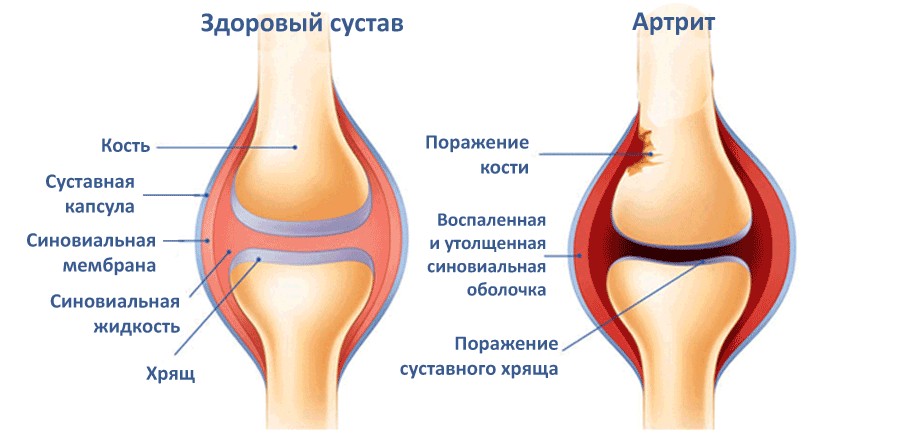 Здоровый сустав
Кость
Суставная
капсула
Синовиальная
мембрана
Синовиальная
жидкость
Хрящ
Артрит
Поражение
кости
Воспаленная
и утолщенная
синовиальная
оболочка
Поражение
суставного хряща